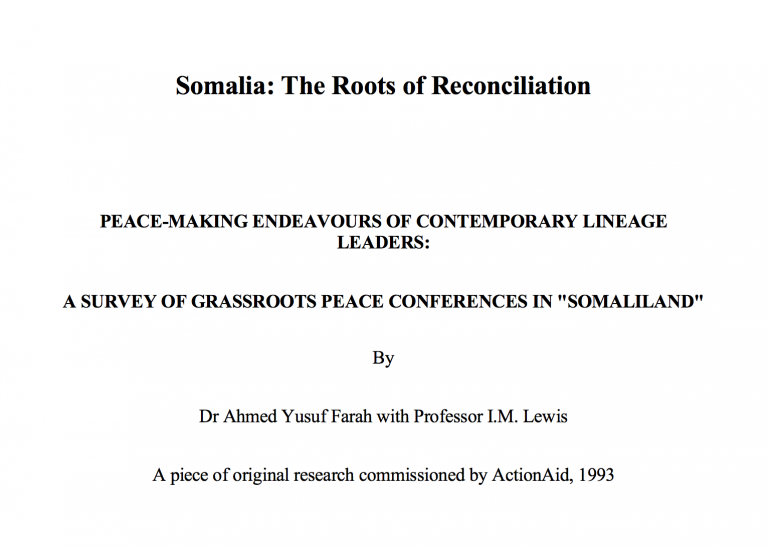 Somalia: The Roots of Reconciliation
PEACE-MAKING ENDEAVOURS OF CONTEMPORARY LINEAGE
LEADERS:
A SURVEY OF GRASSROOTS PEACE CONFERENCES IN "SOMALILAND"
By
Dr Ahmed Yusuf Farah with Professor I.M. Lewis
A piece of original research commissioned by ActionAid, 1993